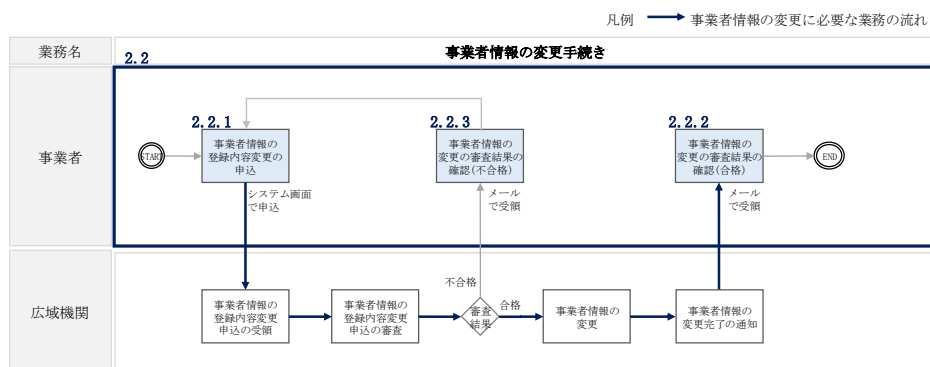 凡例 事業者情報の変更に必要な業務の流れ
業務名
2.2
事業者情報の変更手続き
事業者
START
2.2.1
事業者情報の
登録内容変更の
申込
システム画面
で申込
2.2.3
事業者情報の
変更の審査結果の
確認(不合格)
メール
で受領
2.2.2
事業者情報の
変更の審査結果の
確認(合格)
メール
で受領
END
広域機関
事業者情報の
登録内容変更
申込の受領
事業者情報の
登録内容変更
申込の審査
不合格
審査
結果
合格
事業者情報の
変更
事業者情報の
変更完了の通知